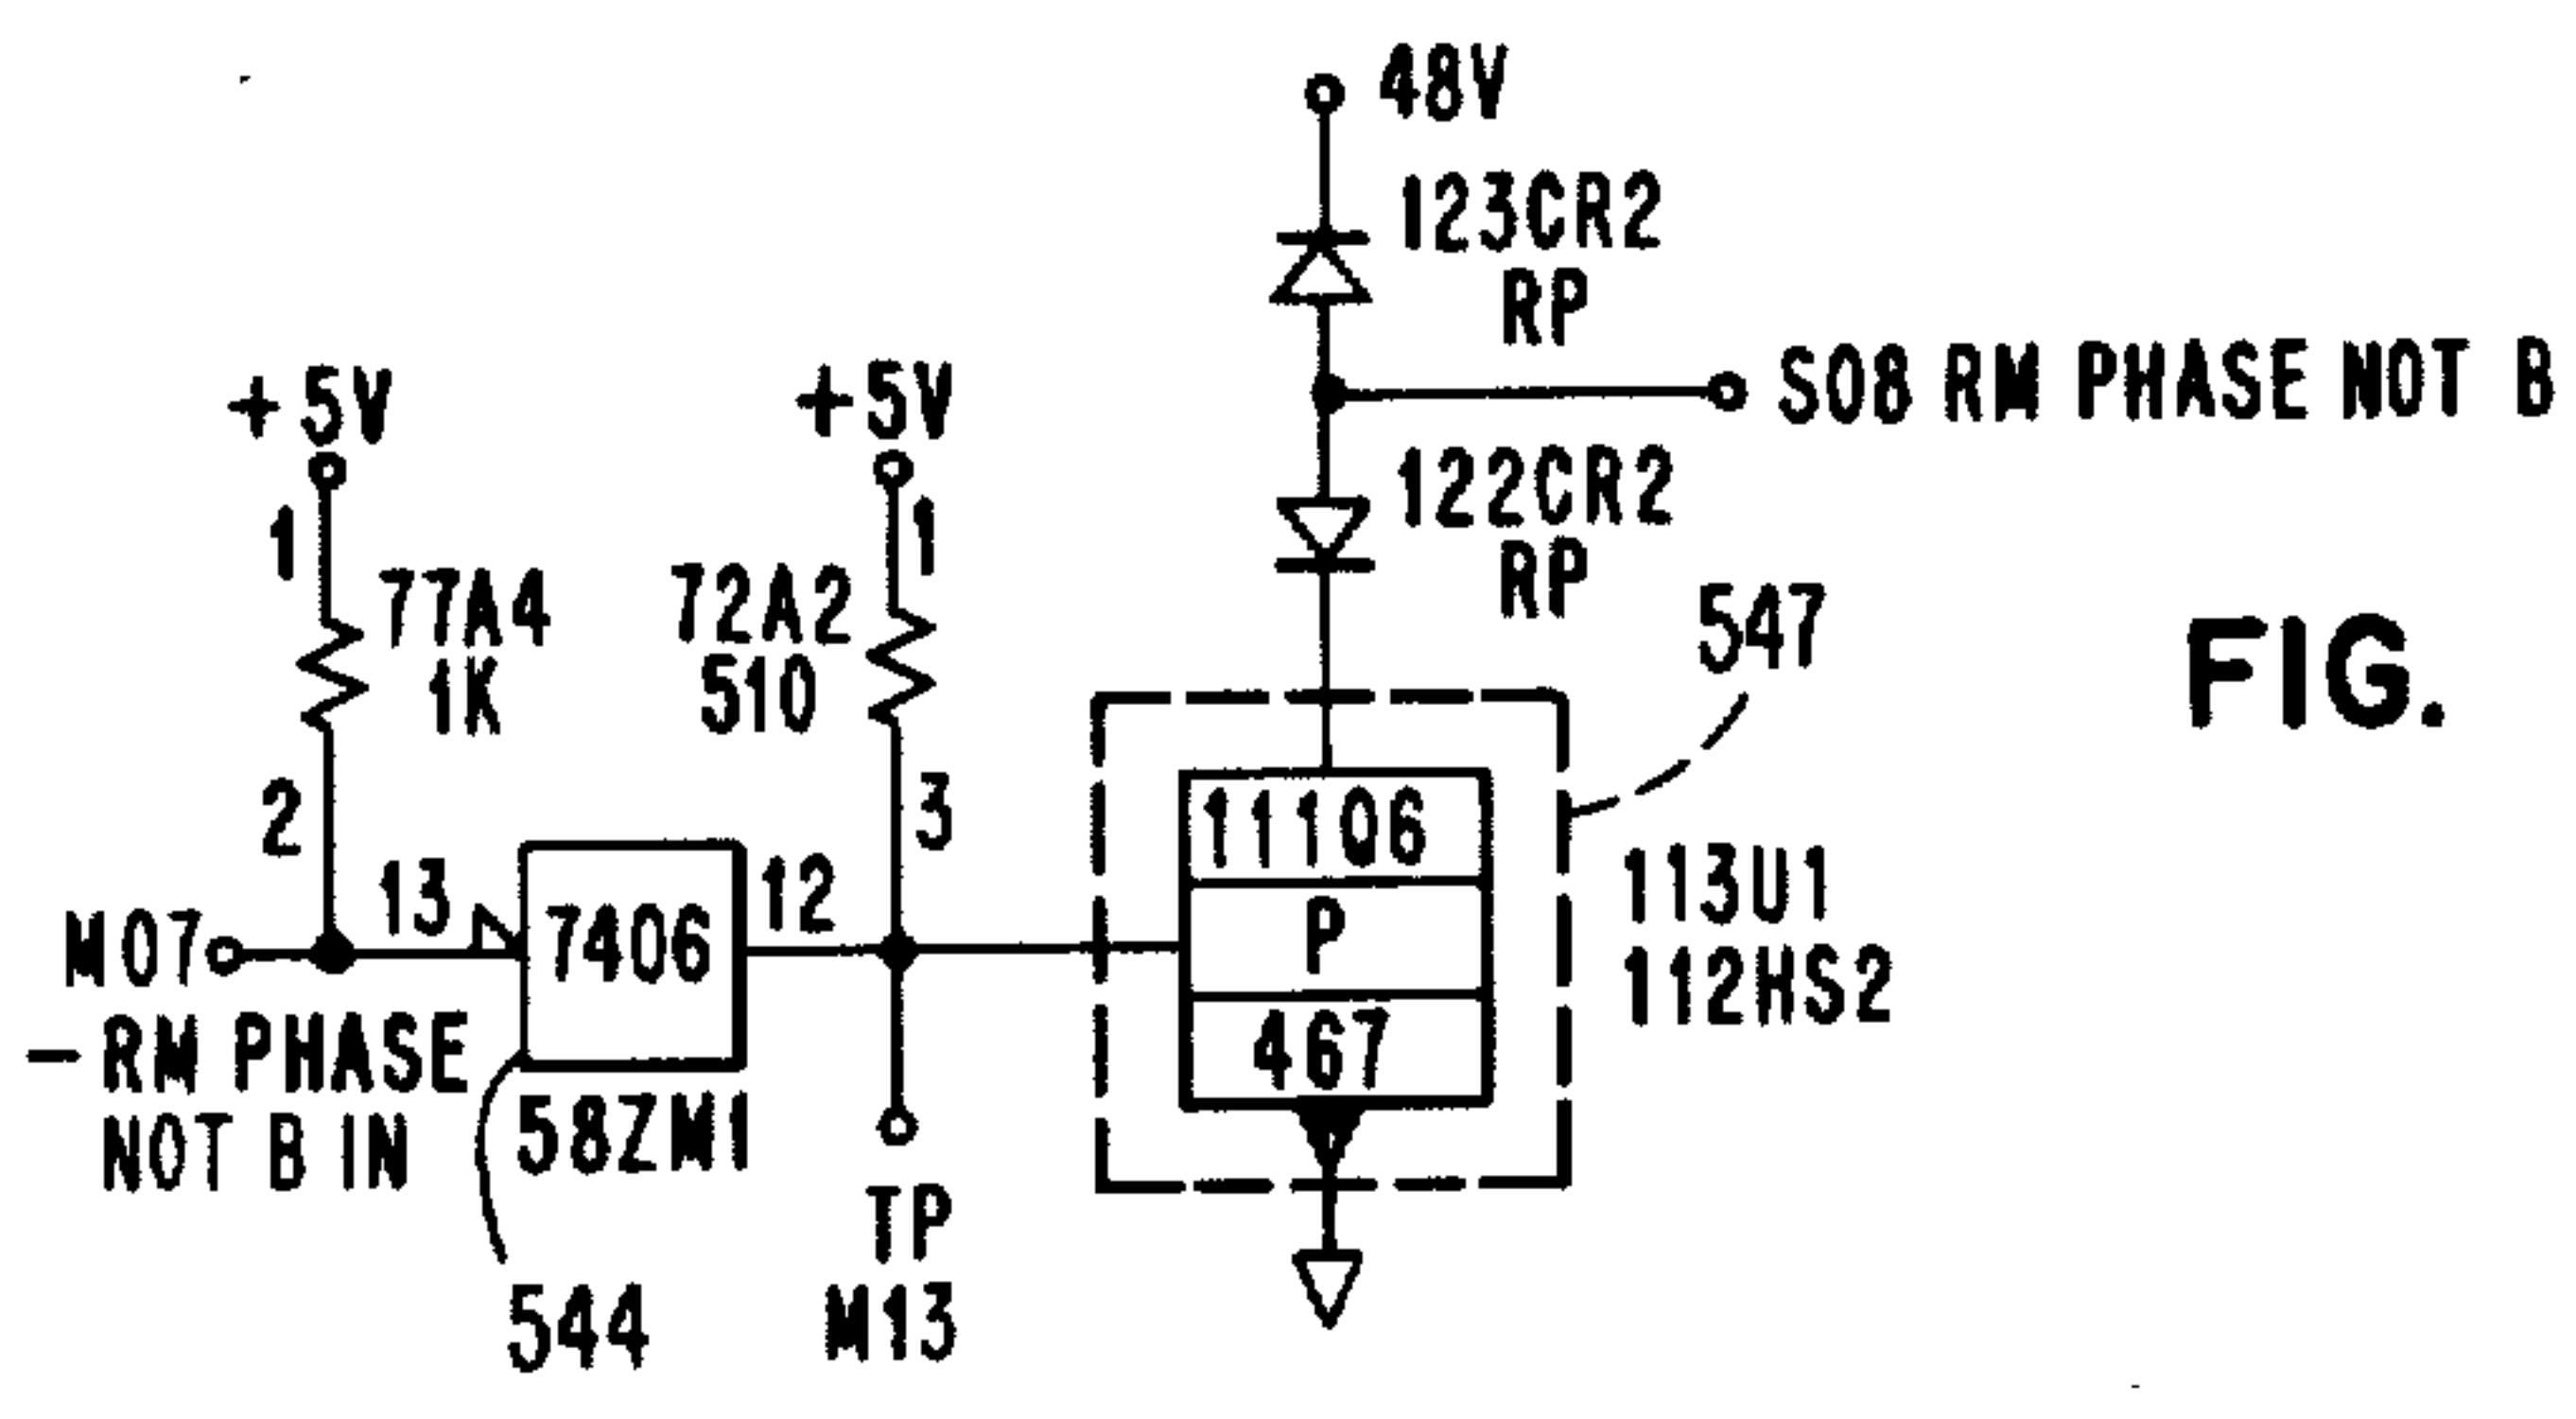 48V
123CR2
RP
S08 RM PHASE NOT B
122CR2
RP
+5V
1
77A4
1K
2
+5V
1
72A2
510
3
547
FIG.
M07
13
7406
12
-RM PHASE
NOT B IN
58ZM1
544
TP
M13
111Q6
P
467
113U1
112HS2